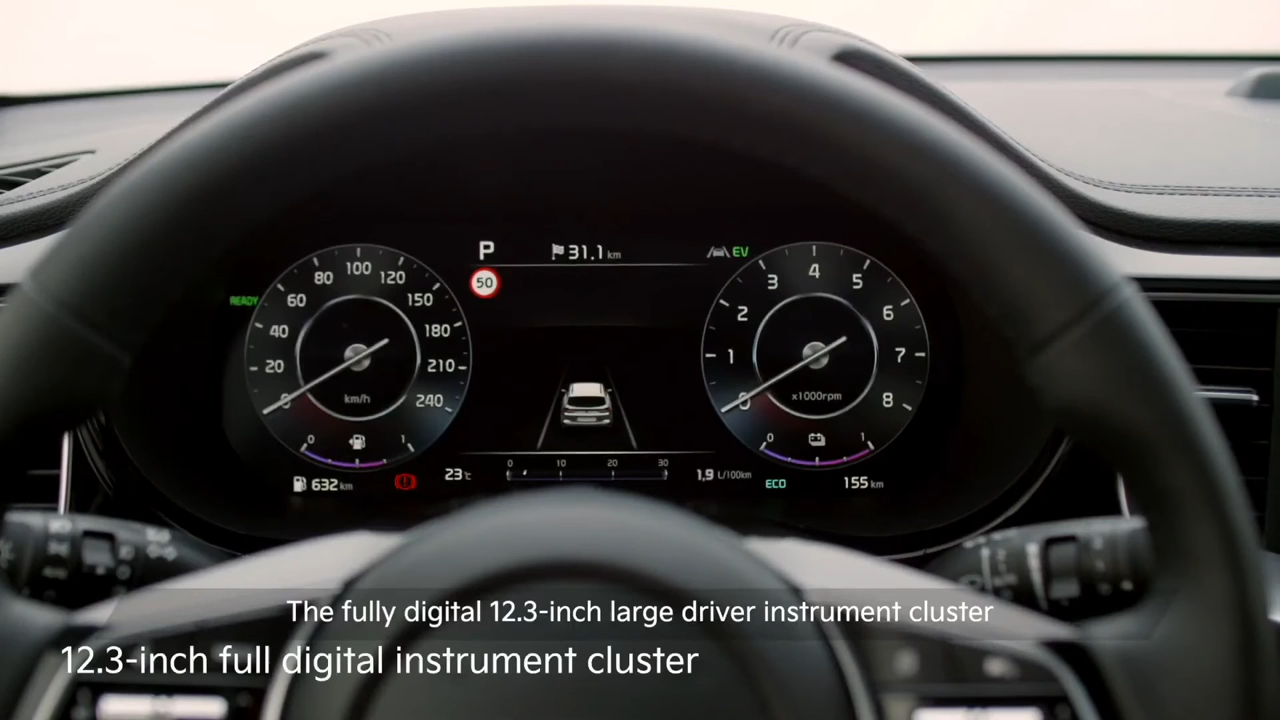 P
31.1 km
EV
50
READY
0 20 40 60 80 100 120 150 180 210 240
km/h
0 1 2 3 4 5 6 7 8
x1000rpm
0 1
0 1
632 km
23°c
0 10 20 30
1,9 L/100km
ECO
155 km
The fully digital 12.3-inch large driver instrument cluster
12.3-inch full digital instrument cluster